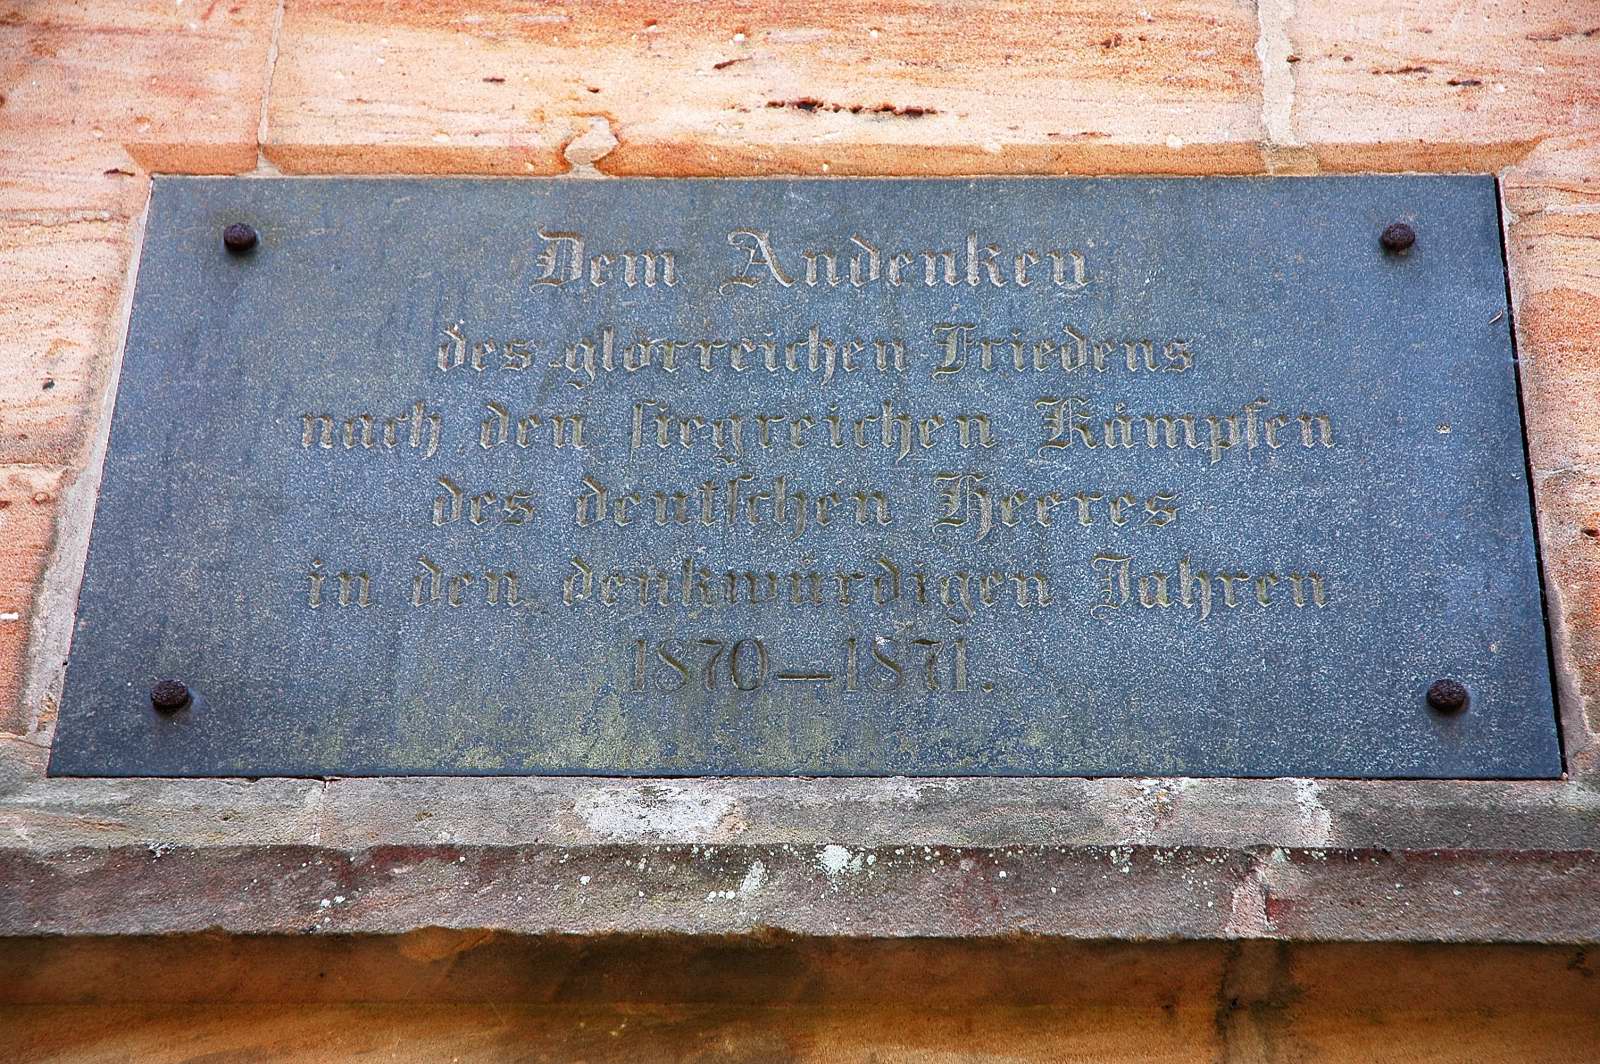 Dem Andenken
des glorreichen Friedens
nach den siegreichen Kämpfen
des deutschen Heeres
in den denkwürdigen Jahren
1870–1871.